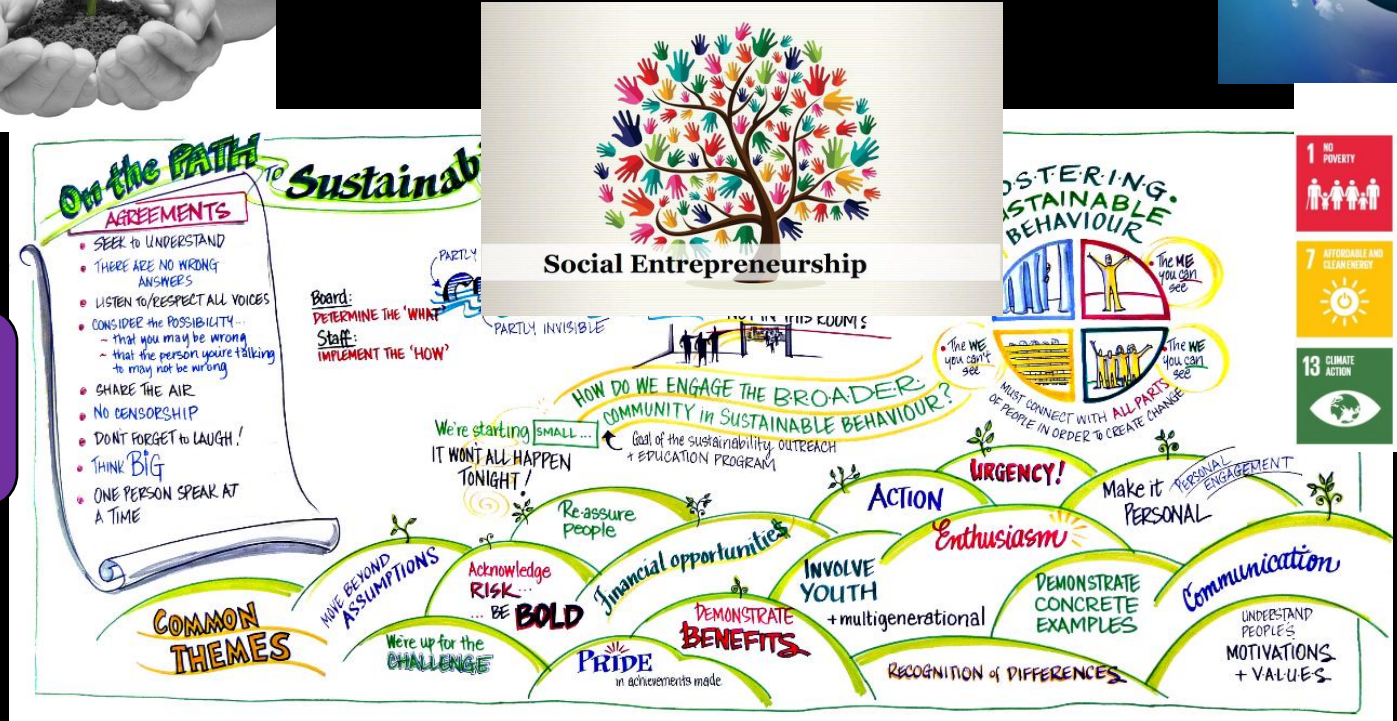 On the PATH
TO Sustainab
AGREEMENTS
SEEK to UNDERSTAND
THERE ARE NO WRONG
ANSWERS
LISTEN TO/RESPECT ALL VOICES
CONSIDER the POSSIBILITY...
~ that you may be wrong
~ that the person you're talking
to may not be wrong
SHARE THE AIR
NO CENSORSHIP
DON'T FORGET to LAUGH!
THINK BIG
ONE PERSON SPEAK AT
A TIME
Board:
DETERMINE THE 'WHAT'
Staff:
IMPLEMENT THE 'HOW'
PARTLY
PARTLY INVISIBLE
Social Entrepreneurship
NOT IN THIS ROOM?
HOW DO WE ENGAGE THE BROADER
COMMUNITY in SUSTAINABLE BEHAVIOUR?
We're starting SMALL...
IT WON'T ALL HAPPEN
TONIGHT!
Goal of the sustainability OUTREACH
+ EDUCATION PROGRAM
OSTERING
STAINABLE
BEHAVIOUR
The ME
you can
see
The WE
you can't
see
The WE
you can
see
MUST CONNECT WITH ALL PARTS
OF PEOPLE IN ORDER TO CREATE CHANGE
1 NO
POVERTY
7 AFFORDABLE AND
CLEAN ENERGY
13 CLIMATE
ACTION
COMMON
THEMES
MOVE BEYOND
ASSUMPTIONS
Acknowledge
RISK...
... BE BOLD
We're up for the
CHALLENGE
Re-assure
people
Financial opportunitie$
PRIDE
in achievements made
DEMONSTRATE
BENEFITS
ACTION
INVOLVE
YOUTH
+multigenerational
URGENCY!
Enthusiasm
Make it
PERSONAL
PERSONAL
ENGAGEMENT
DEMONSTRATE
CONCRETE
EXAMPLES
RECOGNITION of DIFFERENCES
Communication
UNDERSTAND
PEOPLE'S
MOTIVATIONS
+ V.A.L.U.E.S